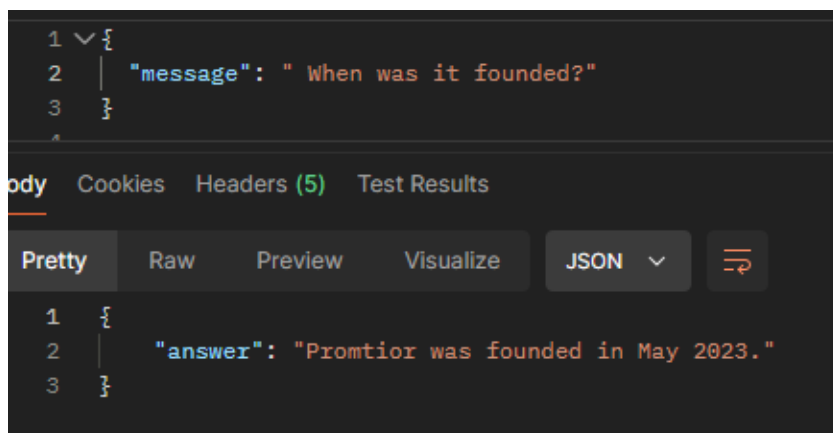 1 {
2 "message": " When was it founded?"
3 }
ody Cookies Headers (5) Test Results
Pretty Raw Preview Visualize JSON
1 {
2 "answer": "Promtior was founded in May 2023."
3 }